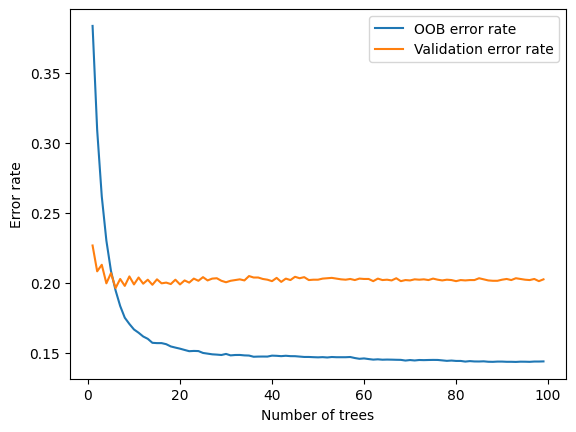 OOB error rate
Validation error rate
0.35
0.30
0.25
0.20
0.15
Error rate
0
20
40
60
80
100
Number of trees